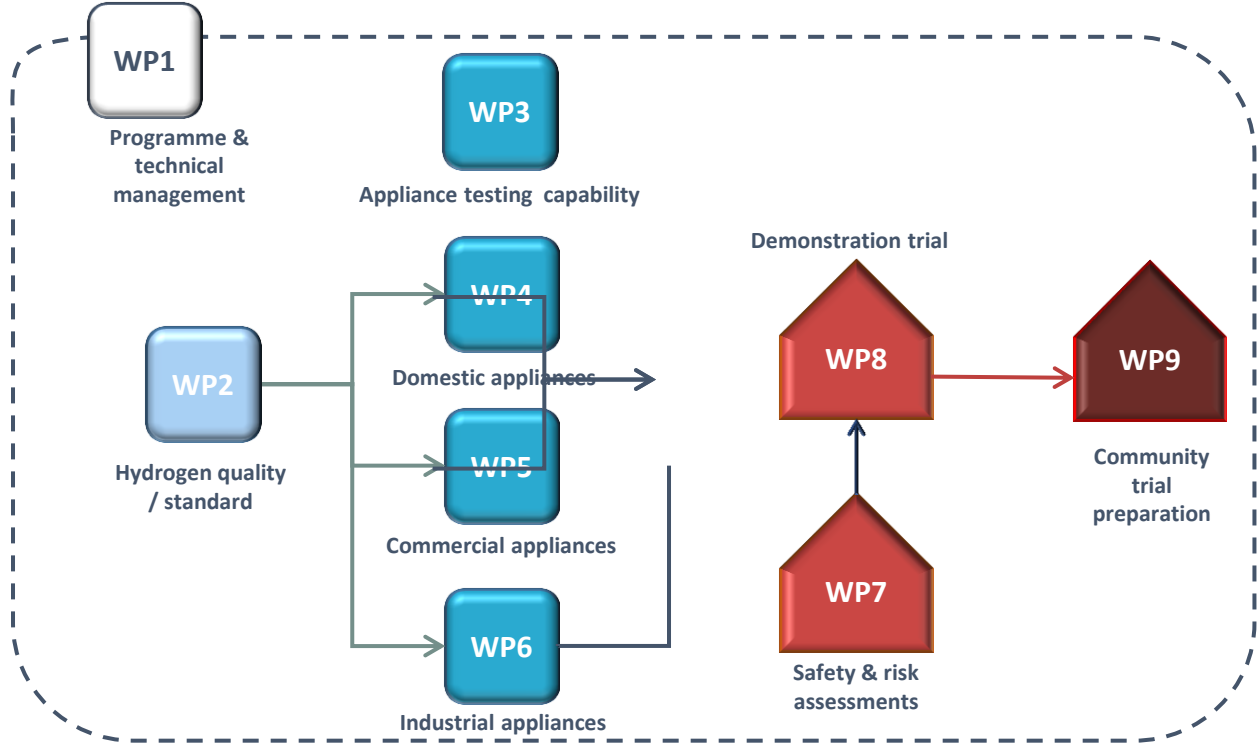 WP1
Programme &
technical
management
WP3
Appliance testing capability
WP4
Domestic appliances
WP2
Hydrogen quality
/ standard
WP5
Commercial appliances
WP6
Industrial appliances
Demonstration trial
WP8
WP9
Community
trial
preparation
WP7
Safety & risk
assessments